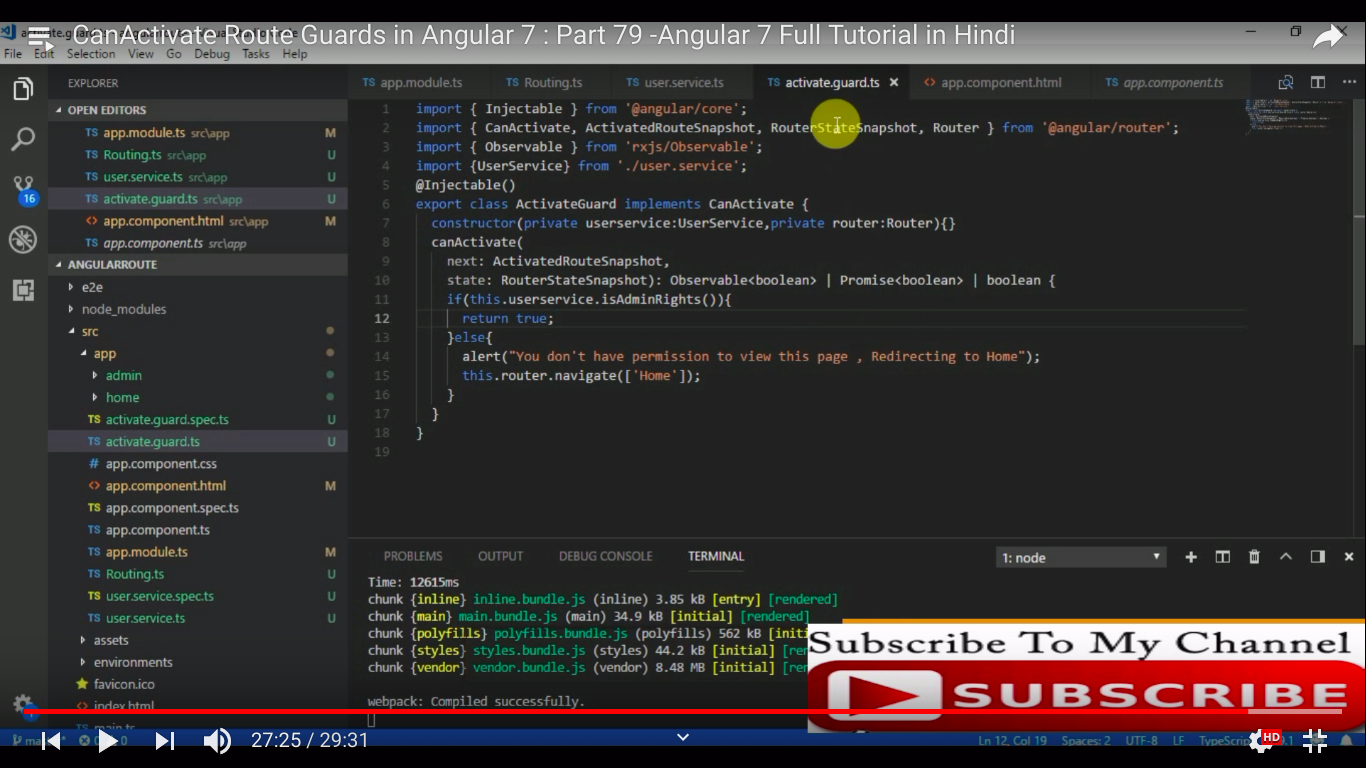 CanActivate Route Guards in Angular 7 : Part 79 -Angular 7 Full Tutorial in Hindi
File Edit Selection View Go Debug Tasks Help
EXPLORER
OPEN EDITORS
TS app.module.ts src\app M
TS Routing.ts src\app U
TS user.service.ts src\app U
TS activate.guard.ts src\app U
<> app.component.html src\app M
TS app.component.ts src\app
16
ANGULARROUTE
e2e
node_modules
src
app
admin
home
TS activate.guard.spec.ts U
TS activate.guard.ts U
# app.component.css
<> app.component.html M
TS app.component.spec.ts
TS app.component.ts
TS app.module.ts M
TS Routing.ts U
TS user.service.spec.ts U
TS user.service.ts U
assets
environments
favicon.ico
<> index.html
TS main.ts
TS app.module.ts TS Routing.ts TS user.service.ts TS activate.guard.ts × <> app.component.html TS app.component.ts
1 import { Injectable } from '@angular/core';
2 import { CanActivate, ActivatedRouteSnapshot, RouterStateSnapshot, Router } from '@angular/router';
3 import { Observable } from 'rxjs/Observable';
4 import {UserService} from './user.service';
5 @Injectable()
6 export class ActivateGuard implements CanActivate {
7 constructor(private userservice:UserService,private router:Router){}
8 canActivate(
9 next: ActivatedRouteSnapshot,
10 state: RouterStateSnapshot): Observable<boolean> | Promise<boolean> | boolean {
11 if(this.userservice.isAdminRights()){
12 return true;
13 }else{
14 alert("You don't have permission to view this page , Redirecting to Home");
15 this.router.navigate(['Home']);
16 }
17 }
18 }
19
PROBLEMS OUTPUT DEBUG CONSOLE TERMINAL 1: node
Time: 12615ms
chunk {inline} inline.bundle.js (inline) 3.85 kB [entry] [rendered]
chunk {main} main.bundle.js (main) 34.9 kB [initial] [rendered]
chunk {polyfills} polyfills.bundle.js (polyfills) 562 kB [initi
chunk {styles} styles.bundle.js (styles) 44.2 kB [initial] [re
chunk {vendor} vendor.bundle.js (vendor) 8.48 MB [initial] [re
webpack: Compiled successfully.
Subscribe To My Channel
SUBSCRIBE
27:25 / 29:31
Ln 12, Col 19 Spaces: 2 UTF-8 LF
HD